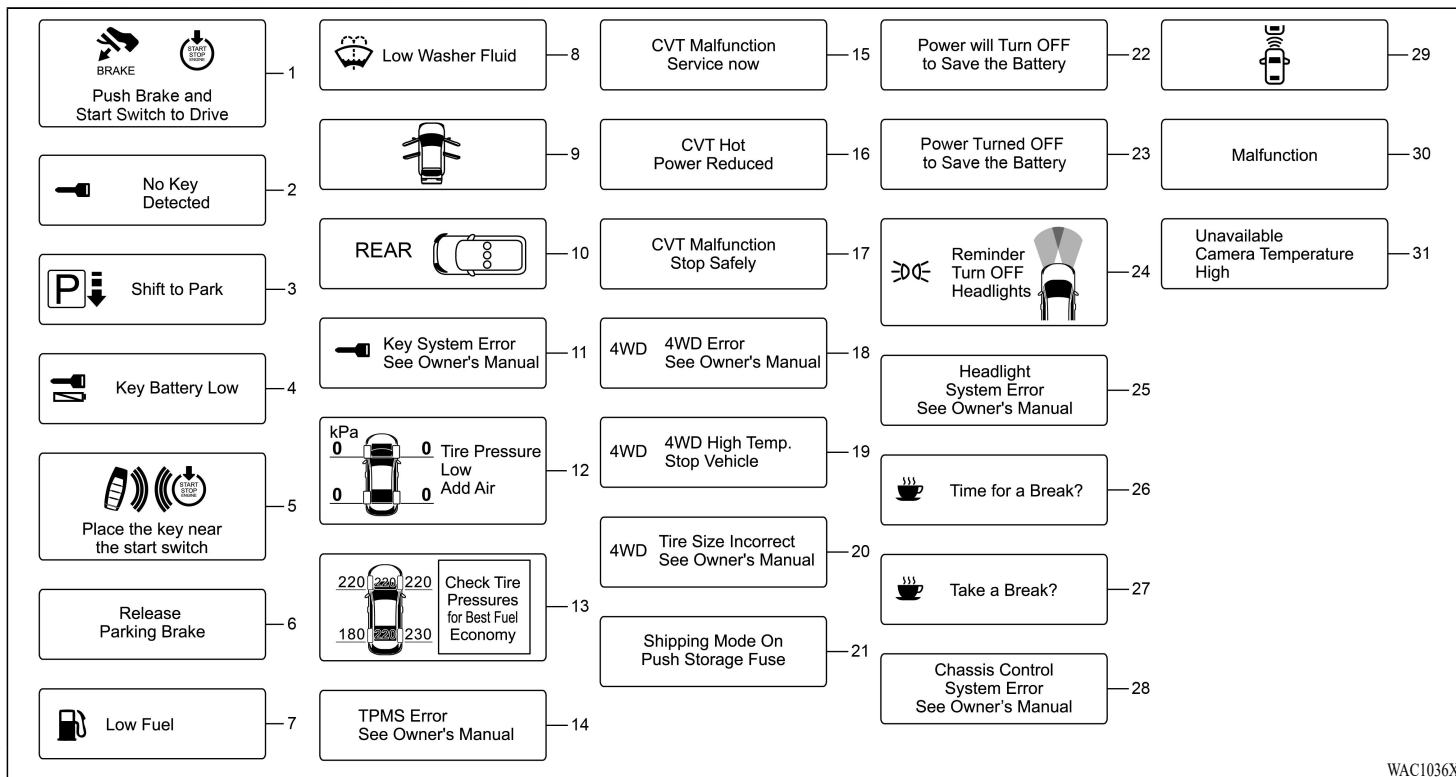 BRAKE
START
STOP
ENGINE
Push Brake and
Start Switch to Drive
1
No Key
Detected
2
P
Shift to Park
3
Key Battery Low
4
START
STOP
ENGINE
Place the key near
the start switch
5
Release
Parking Brake
6
Low Fuel
7
Low Washer Fluid
8
9
REAR
10
Key System Error
See Owner's Manual
11
kPa
0 0
Tire Pressure
Low
Add Air
0 0
12
220 220 220
180 220 230
Check Tire
Pressures
for Best Fuel
Economy
13
TPMS Error
See Owner's Manual
14
CVT Malfunction
Service now
15
CVT Hot
Power Reduced
16
CVT Malfunction
Stop Safely
17
4WD
4WD Error
See Owner's Manual
18
4WD
4WD High Temp.
Stop Vehicle
19
4WD
Tire Size Incorrect
See Owner's Manual
20
Shipping Mode On
Push Storage Fuse
21
Power will Turn OFF
to Save the Battery
22
Power Turned OFF
to Save the Battery
23
Reminder
Turn OFF
Headlights
24
Headlight
System Error
See Owner's Manual
25
Time for a Break?
26
Take a Break?
27
Chassis Control
System Error
See Owner’s Manual
28
29
Malfunction
30
Unavailable
Camera Temperature
High
31
WAC1036X